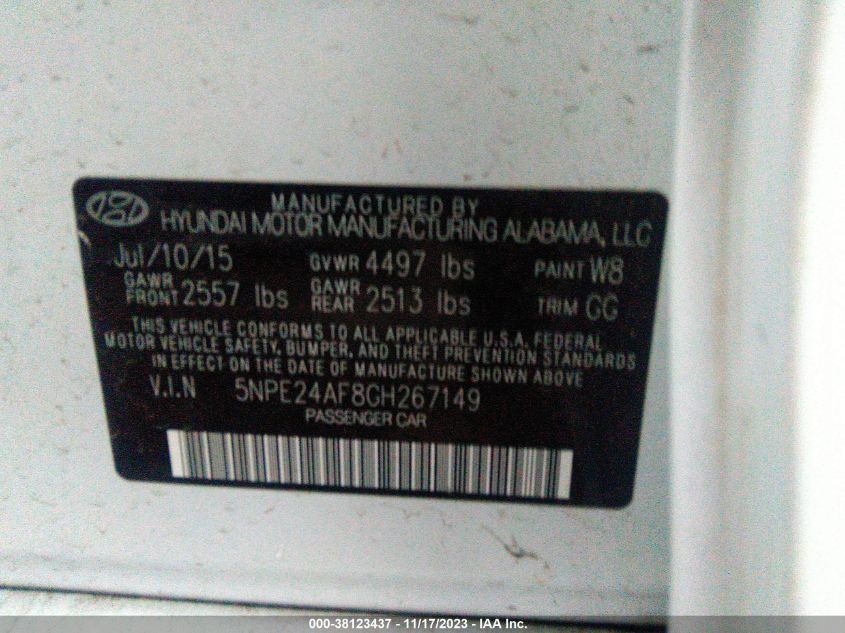 MANUFACTURED BY
HYUNDAI MOTOR MANUFACTURING ALABAMA, LLC
Jul/10/15 GVWR 4497 lbs PAINT W8
GAWR FRONT 2557 lbs GAWR REAR 2513 lbs TRIM GG
THIS VEHICLE CONFORMS TO ALL APPLICABLE U.S.A. FEDERAL
MOTOR VEHICLE SAFETY, BUMPER, AND THEFT PREVENTION STANDARDS
IN EFFECT ON THE DATE OF MANUFACTURE SHOWN ABOVE
V.I.N 5NPE24AF8GH267149
PASSENGER CAR
000-38123437 - 11/17/2023 - IAA Inc.